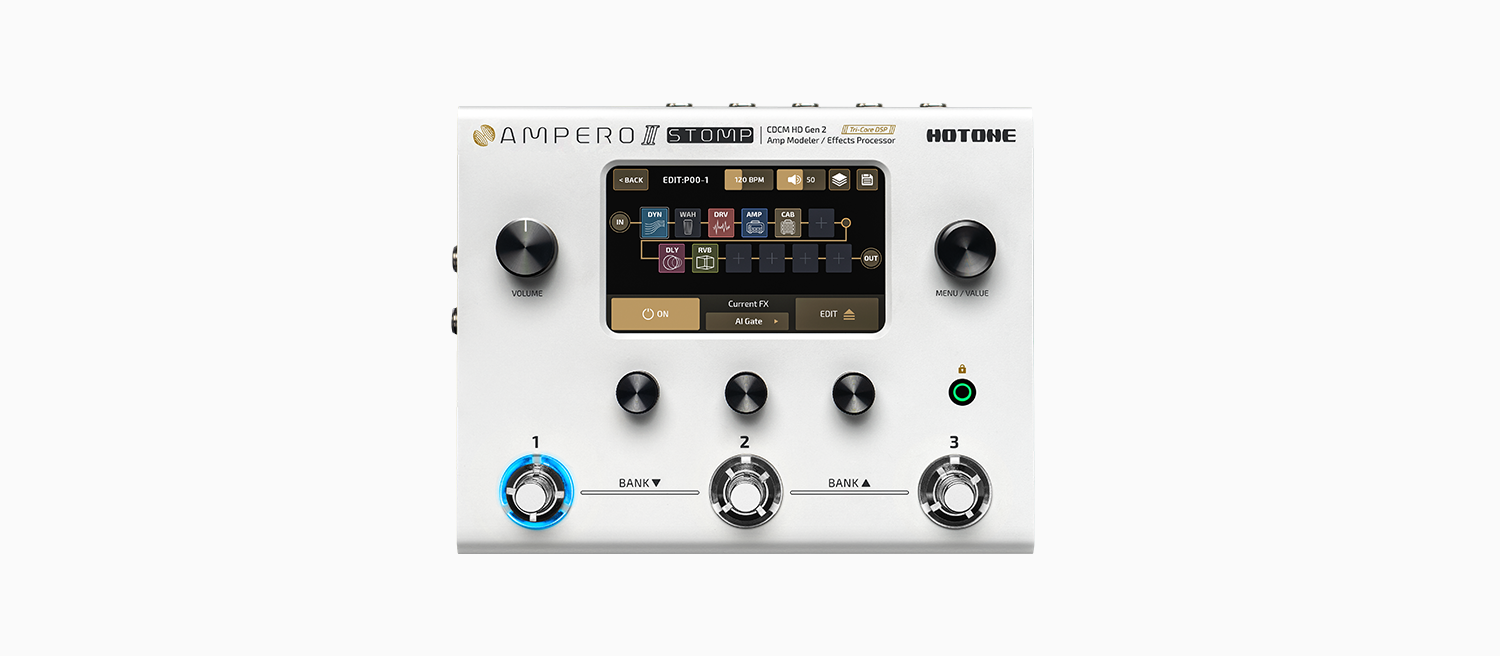 AMPERO II STOMP
CDCM HD Gen 2
Amp Modeler / Effects Processor
Tri-Core DSP
HOTONE
< BACK
EDIT:P00-1
120 BPM
50
IN
DYN
WAH
DRV
AMP
CAB
DLY
RVB
OUT
ON
Current FX
AI Gate
EDIT
VOLUME
MENU / VALUE
1
2
3
BANK ▼
BANK ▲